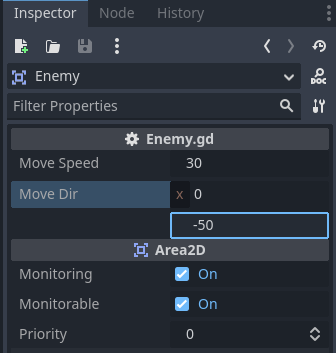 Inspector Node History
Enemy
DOC
Filter Properties
Enemy.gd
Move Speed 30
Move Dir x 0
-50
Area2D
Monitoring On
Monitorable On
Priority 0